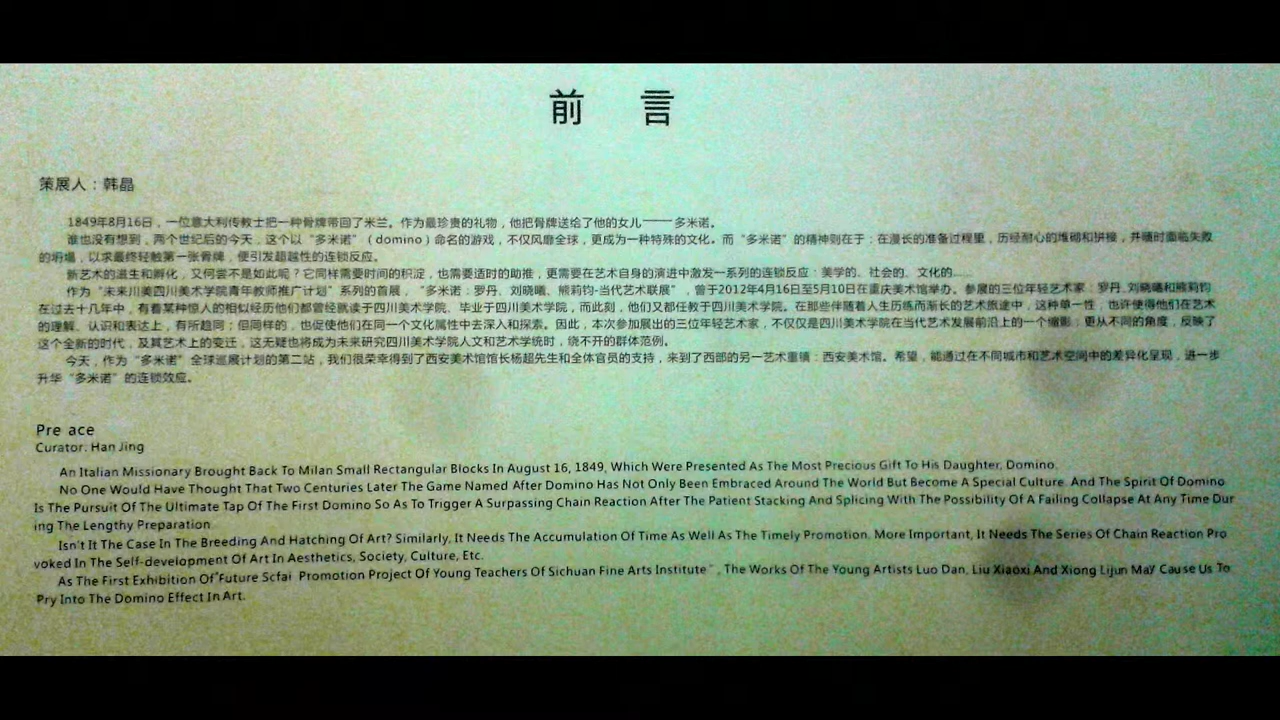 前 言
策展人：韩晶
1849年8月16日，一位意大利传教士把一种骨牌带回了米兰。作为最珍贵的礼物，他把骨牌送给了他的女儿——多米诺。
谁也没有想到，两个世纪后的今天，这个以“多米诺”（domino）命名的游戏，不仅风靡全球，更成为一种特殊的文化。而“多米诺”的精神则在于：在漫长的准备过程里，历经耐心的堆砌和拼接，并随时面临失败
的坍塌，以求最终轻触第一张骨牌，便引发超越性的连锁反应。
新艺术的滋生和孵化，又何尝不是如此呢？它同样需要时间的积淀，也需要适时的助推，更需要在艺术自身的演进中激发一系列的连锁反应：美学的、社会的、文化的……
作为“未来川美四川美术学院青年教师推广计划”系列的首展，“多米诺：罗丹、刘晓曦、熊莉钧-当代艺术联展”，曾于2012年4月16日至5月10日在重庆美术馆举办。参展的三位年轻艺术家：罗丹、刘晓曦和熊莉钧
在过去十几年中，有着某种惊人的相似经历他们都曾经就读于四川美术学院、毕业于四川美术学院，而此刻，他们又都任教于四川美术学院。在那些伴随着人生历练而渐长的艺术旅途中，这种单一性，也许使得他们在艺术
的理解、认识和表达上，有所趋同；但同样的，也促使他们在同一个文化属性中去深入和探索。因此，本次参加展出的三位年轻艺术家，不仅仅是四川美术学院在当代艺术发展前沿上的一个缩影；更从不同的角度，反映了
这个全新的时代，及其艺术上的变迁，这无疑也将成为未来研究四川美术学院人文和艺术学统时，绕不开的群体范例。
今天，作为“多米诺”全球巡展计划的第二站，我们很荣幸得到了西安美术馆馆长杨超先生和全体官员的支持，来到了西部的另一艺术重镇：西安美术馆。希望，能通过在不同城市和艺术空间中的差异化呈现，进一步
升华“多米诺”的连锁效应。
Pre ace
Curator. Han Jing
An Italian Missionary Brought Back To Milan Small Rectangular Blocks In August 16, 1849, Which Were Presented As The Most Precious Gift To His Daughter, Domino.
No One Would Have Thought That Two Centuries Later The Game Named After Domino Has Not Only Been Embraced Around The World But Become A Special Culture. And The Spirit Of Domino
Is The Pursuit Of The Ultimate Tap Of The First Domino So As To Trigger A Surpassing Chain Reaction After The Patient Stacking And Splicing With The Possibility Of A Failing Collapse At Any Time Dur
ing The Lengthy Preparation
Isn't It The Case In The Breeding And Hatching Of Art? Similarly, It Needs The Accumulation Of Time As Well As The Timely Promotion. More Important, It Needs The Series Of Chain Reaction Pro
voked In The Self-development Of Art In Aesthetics, Society, Culture, Etc.
As The First Exhibition Of "Future Scfai Promotion Project Of Young Teachers Of Sichuan Fine Arts Institute", The Works Of The Young Artists Luo Dan, Liu Xiaoxi And Xiong Lijun May Cause Us To
Pry Into The Domino Effect In Art.